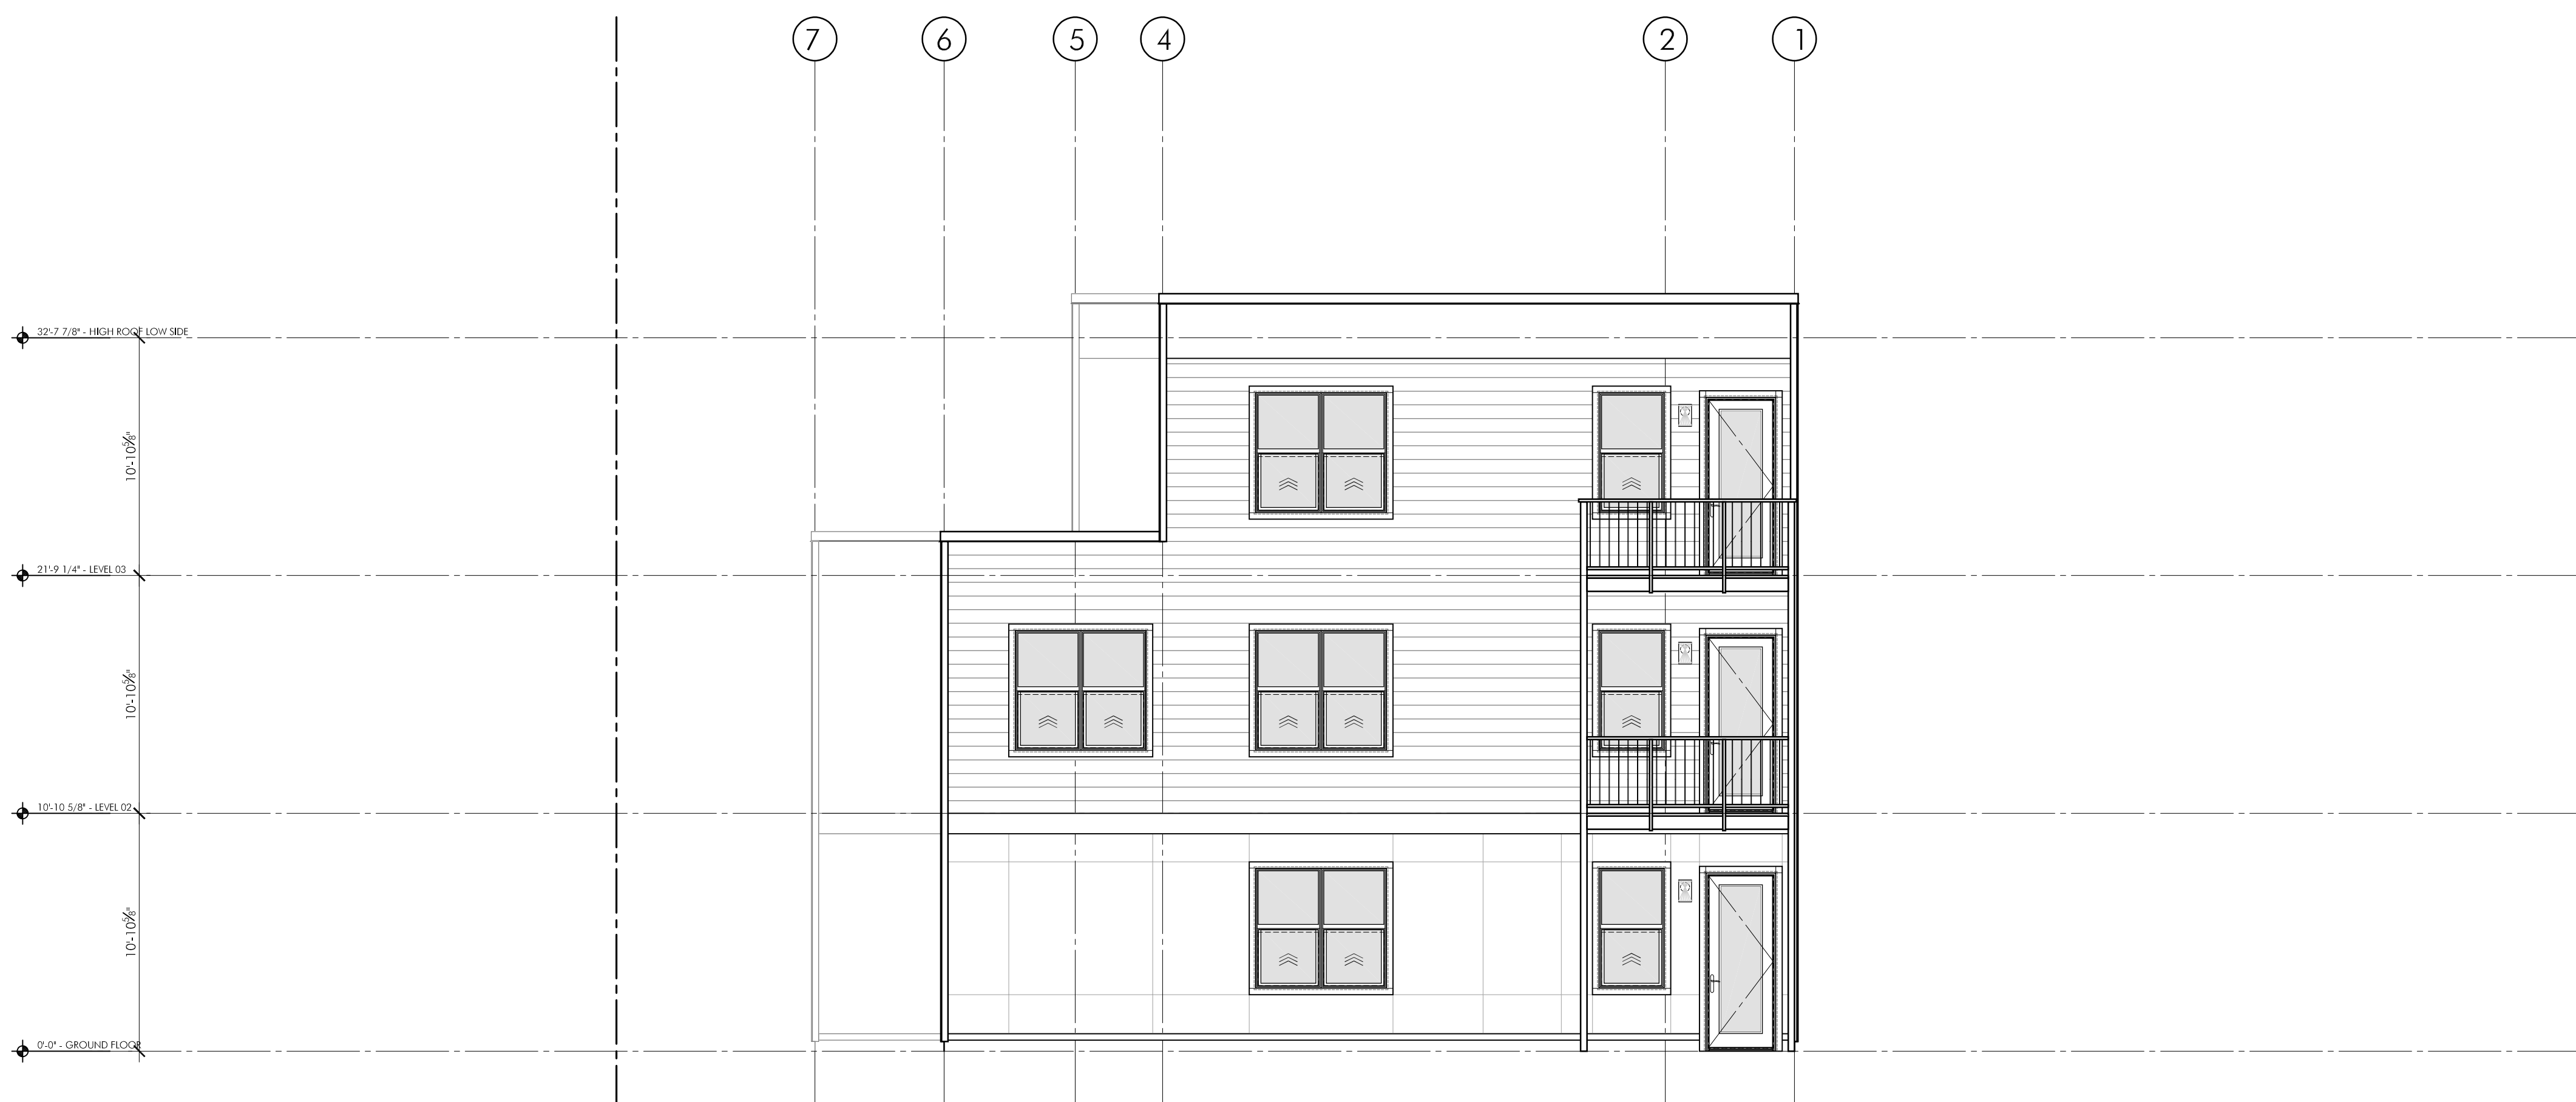 7 6 5 4 2 1
32'-7 7/8" - HIGH ROOF LOW SIDE
10'-10⅝"
21'-9 1/4" - LEVEL 03
10'-10⅝"
10'-10 5/8" - LEVEL 02
10'-10⅝"
0'-0" - GROUND FLOOR